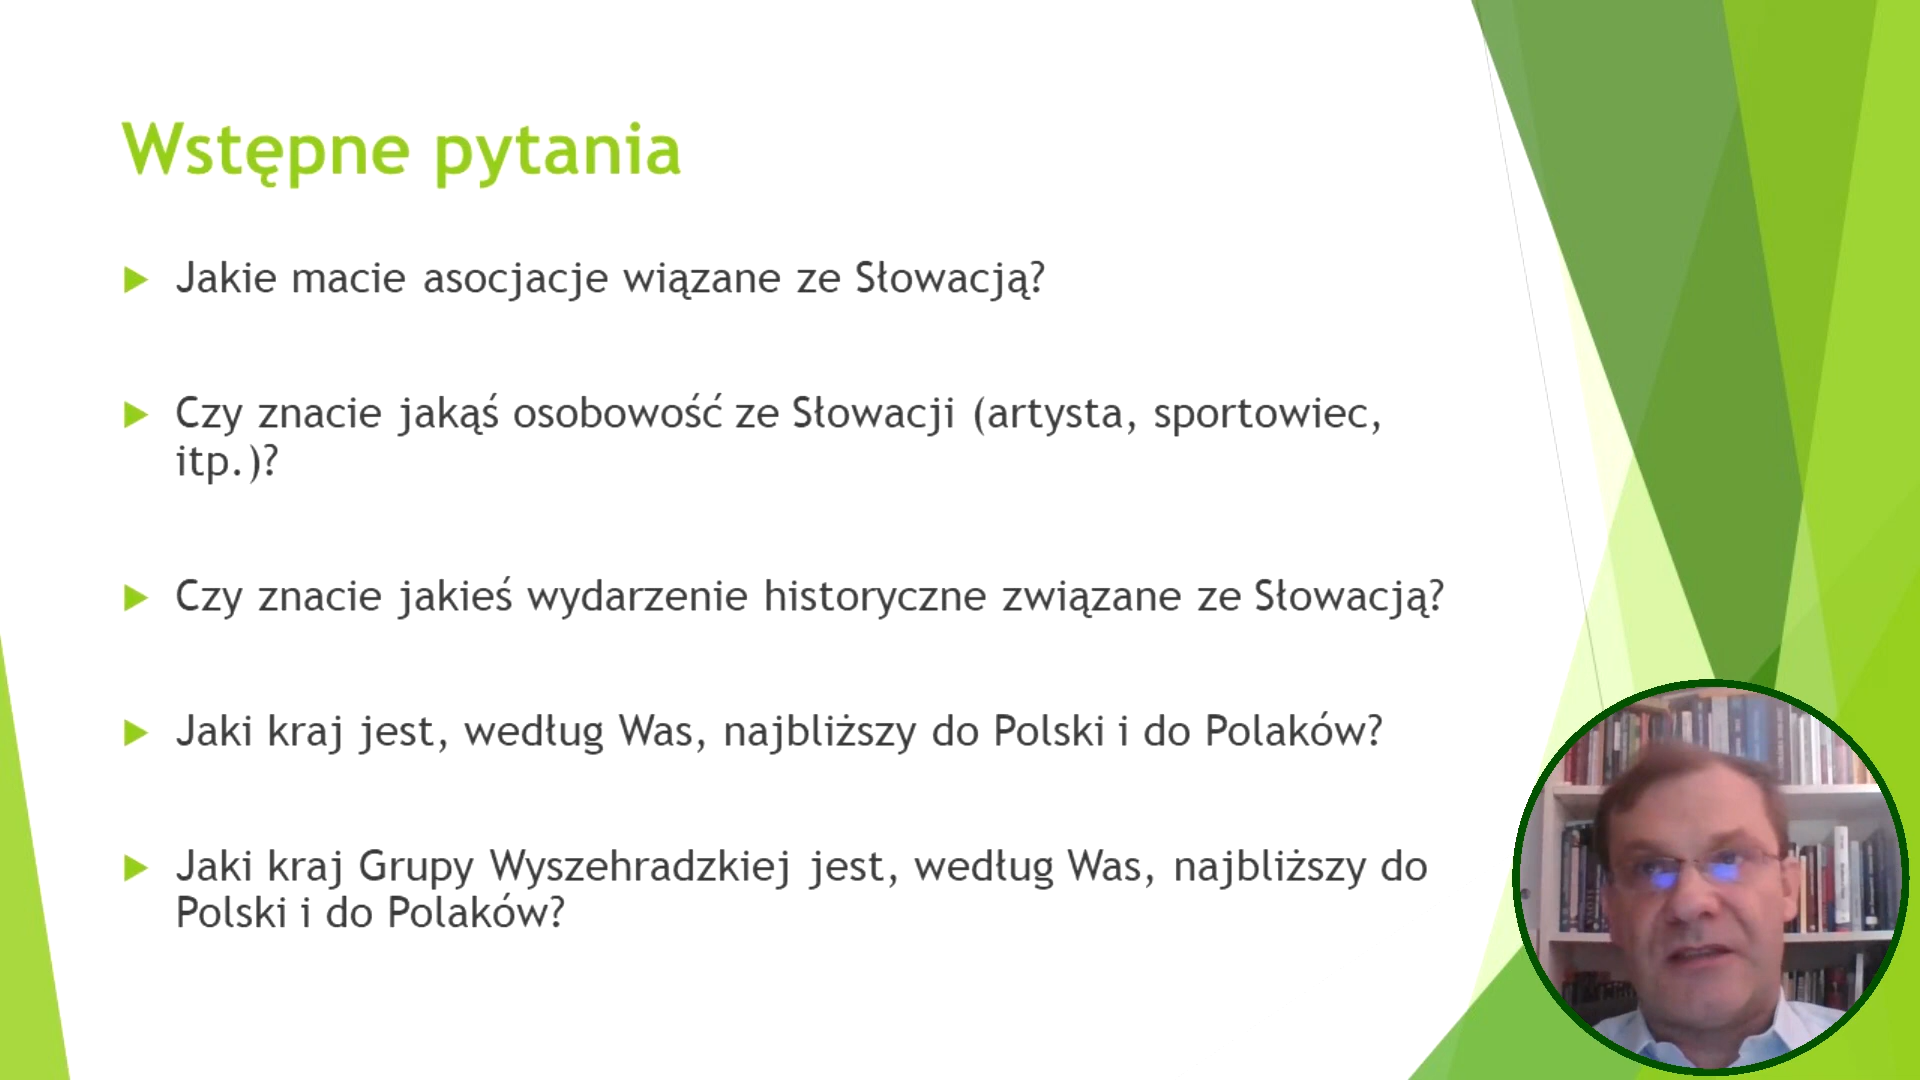 Wstępne pytania
Jakie macie asocjacje wiązane ze Słowacją?
Czy znacie jakąś osobowość ze Słowacji (artysta, sportowiec,
itp.)?
Czy znacie jakieś wydarzenie historyczne związane ze Słowacją?
Jaki kraj jest, według Was, najbliższy do Polski i do Polaków?
Jaki kraj Grupy Wyszehradzkiej jest, według Was, najbliższy do
Polski i do Polaków?